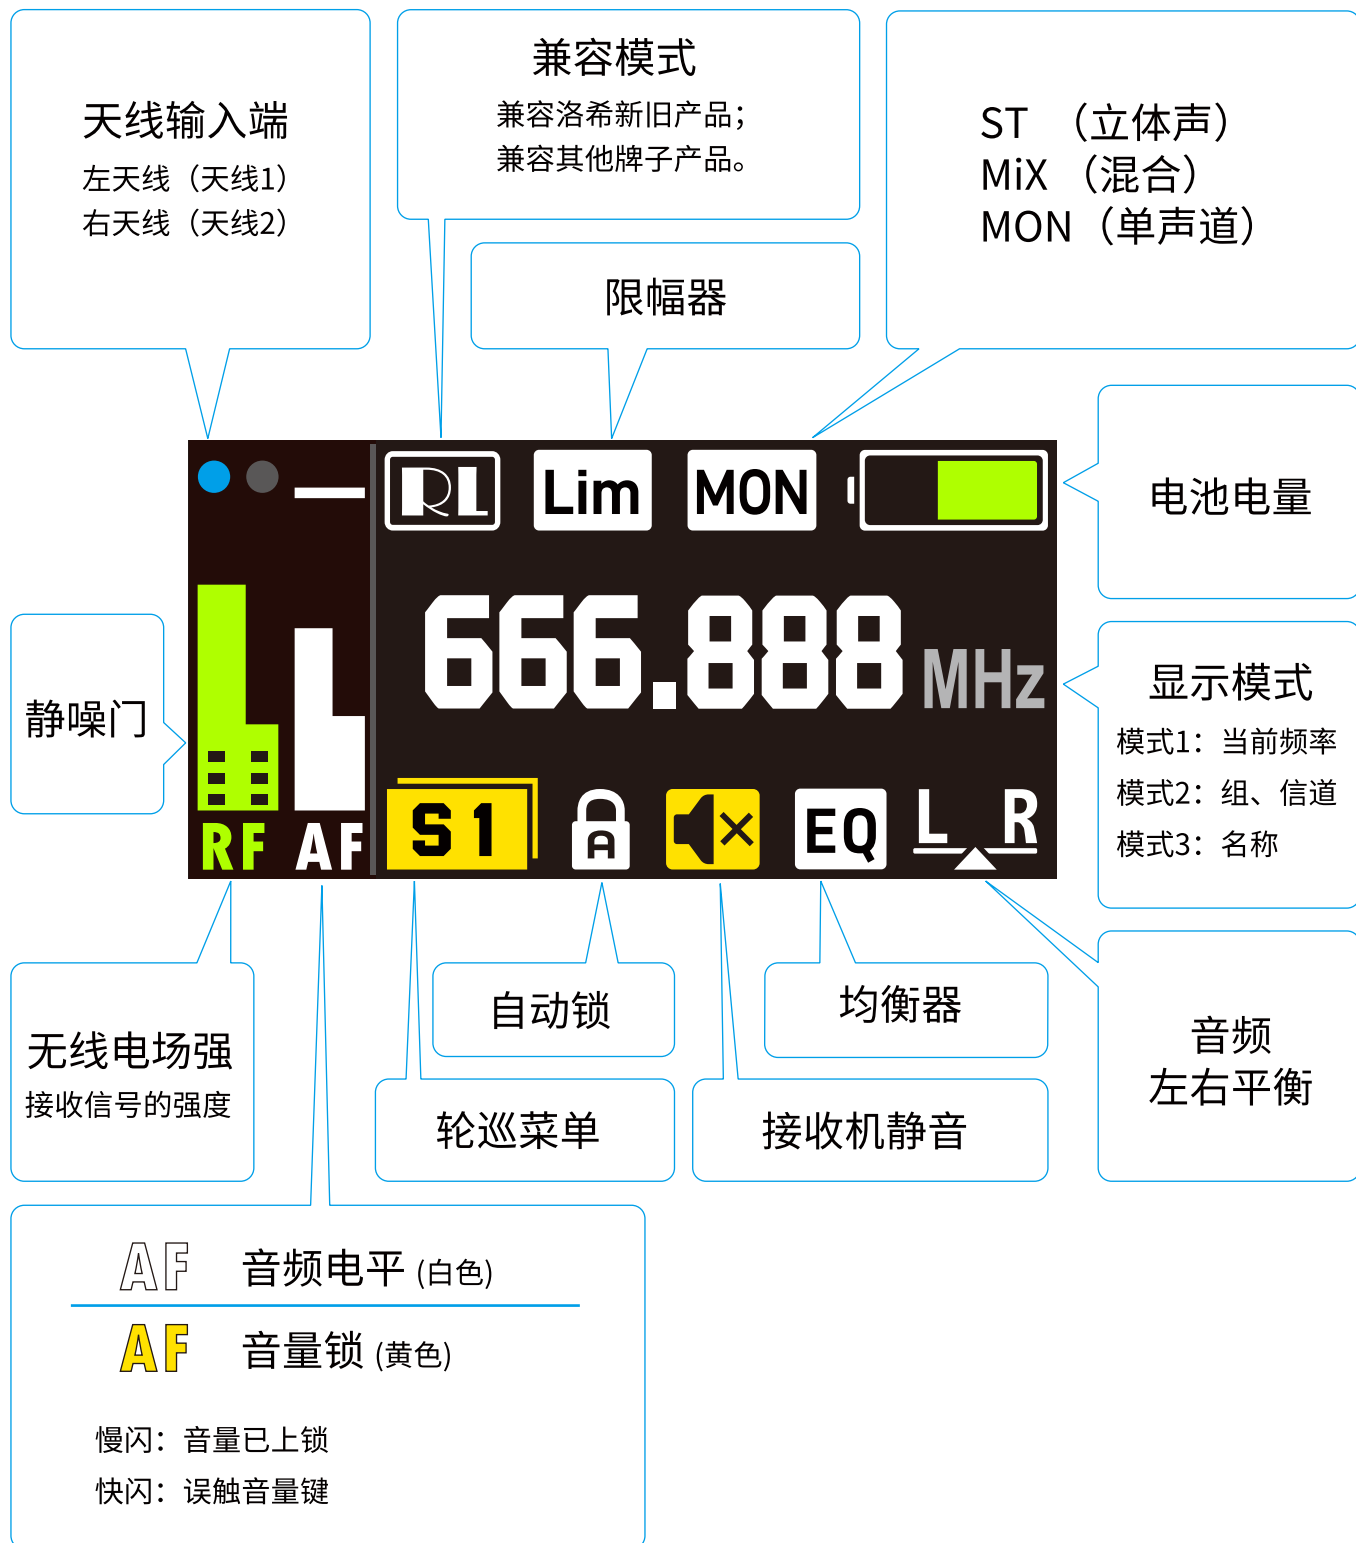 天线输入端
左天线（天线1）
右天线（天线2）
兼容模式
兼容洛希新旧产品；
兼容其他牌子产品。
ST （立体声）
MiX （混合）
MON（单声道）
限幅器
电池电量
RL
Lim
MON
666.888 MHz
静噪门
显示模式
模式1：当前频率
模式2：组、信道
模式3：名称
RF
AF
S1
A
EQ
L R
无线电场强
接收信号的强度
自动锁
均衡器
音频
左右平衡
轮巡菜单
接收机静音
AF 音频电平 (白色)
AF 音量锁 (黄色)
慢闪：音量已上锁
快闪：误触音量键